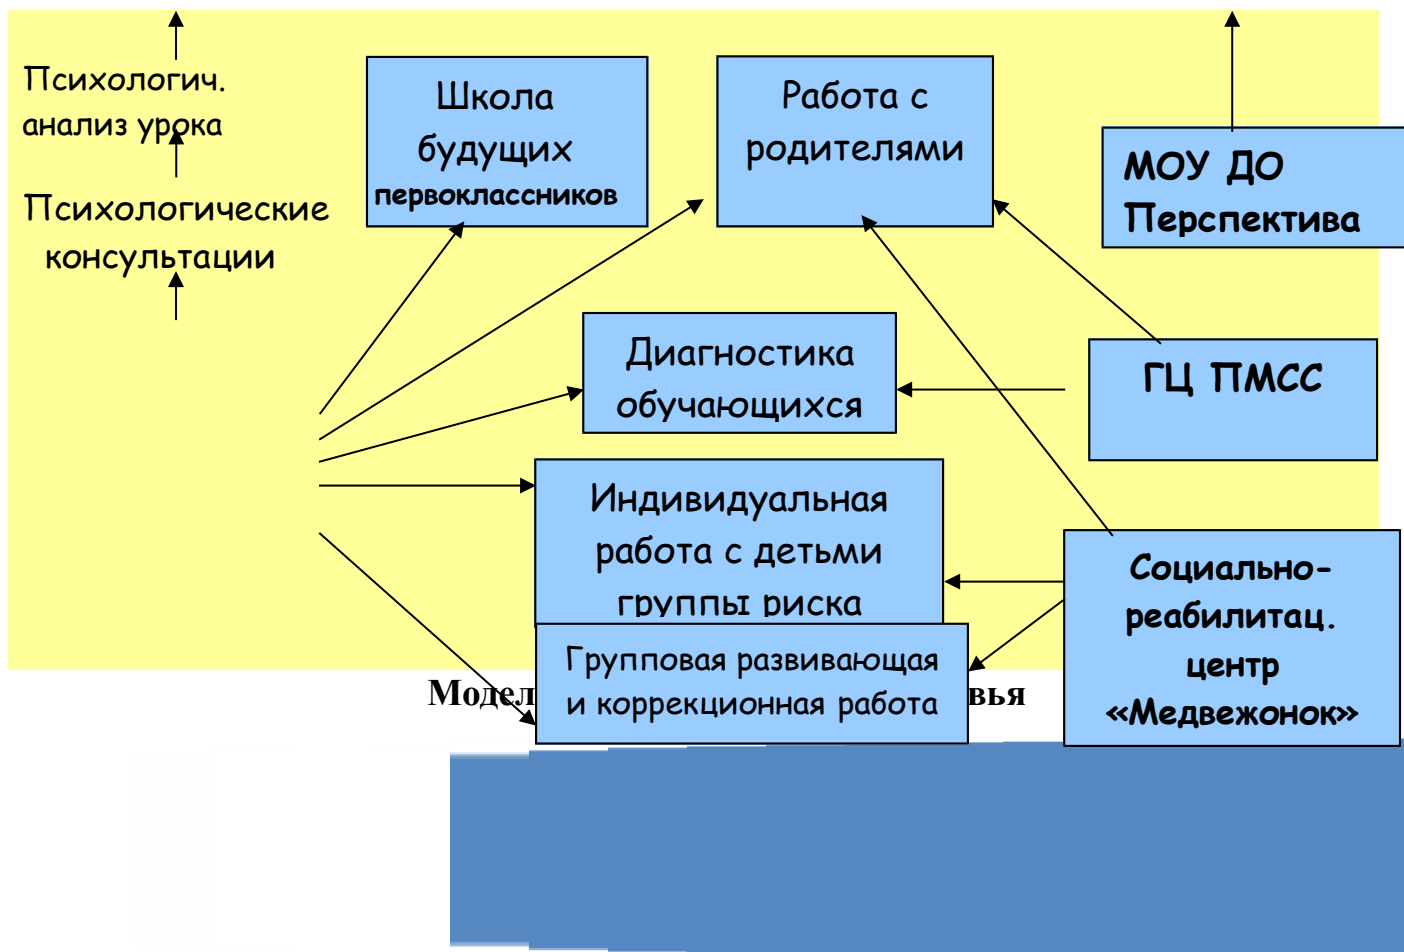 Психологич.
анализ урока
Психологические
консультации
Школа
будущих
первоклассников
Работа с
родителями
МОУ ДО
Перспектива
Диагностика
обучающихся
ГЦ ПМСС
Индивидуальная
работа с детьми
группы риска
Социально-
реабилитац.
центр
«Медвежонок»
Групповая развивающая
и коррекционная работа